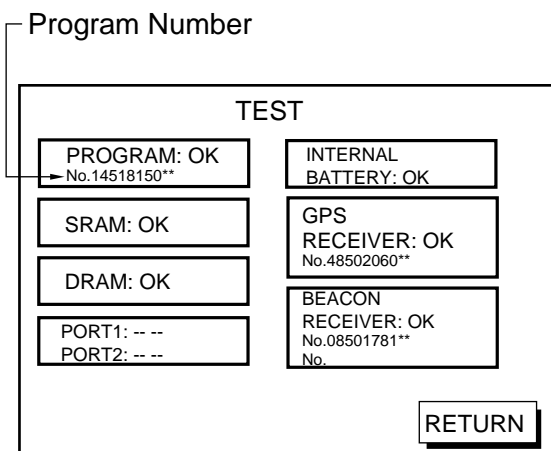 Program Number
TEST
PROGRAM: OK
No.14518150**
SRAM: OK
DRAM: OK
PORT1: -- --
PORT2: -- --
INTERNAL
BATTERY: OK
GPS
RECEIVER: OK
No.48502060**
BEACON
RECEIVER: OK
No.08501781**
No.
RETURN